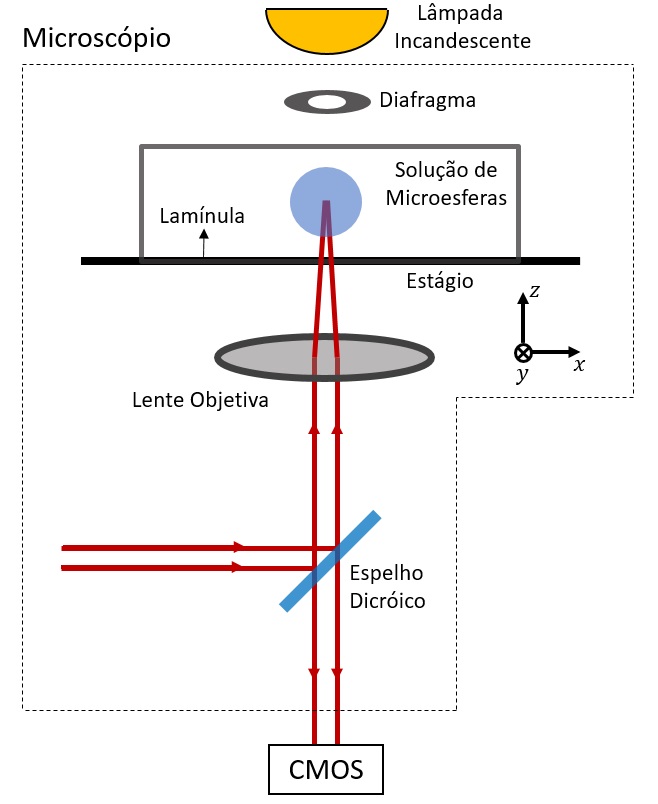 Lâmpada
Incandescente
Microscópio
Diafragma
Solução de
Microesferas
Lamínula
Estágio
z
x
y
Lente Objetiva
Espelho
Dicróico
CMOS